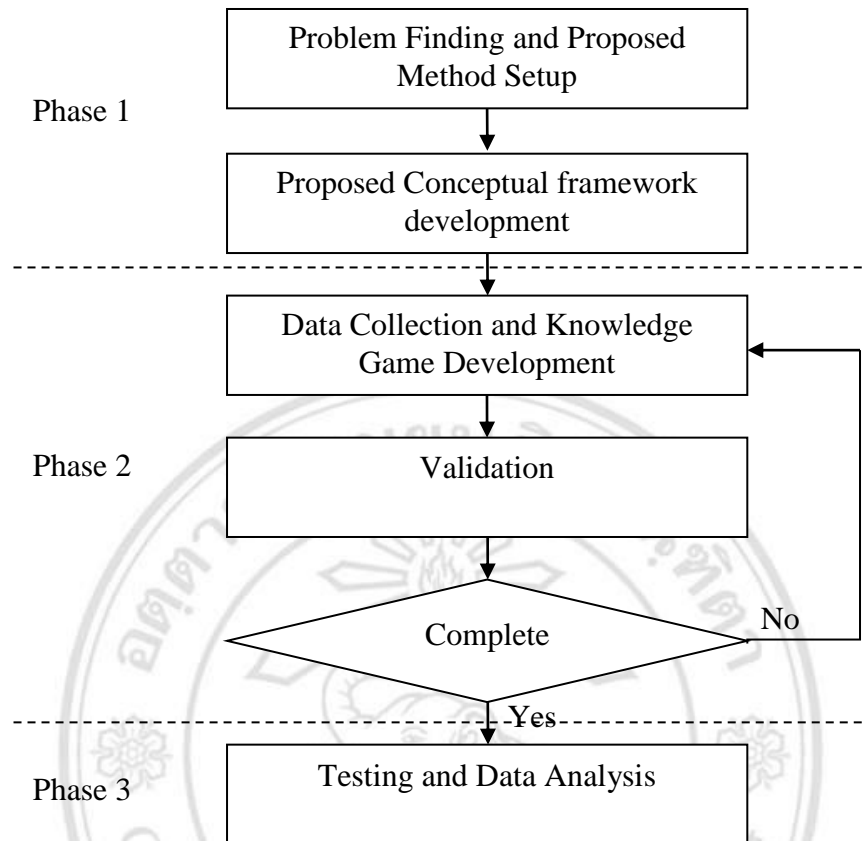 Problem Finding and Proposed
Method Setup
Phase 1
Proposed Conceptual framework
development
Data Collection and Knowledge
Game Development
Phase 2
Validation
Complete
No
Yes
Phase 3
Testing and Data Analysis